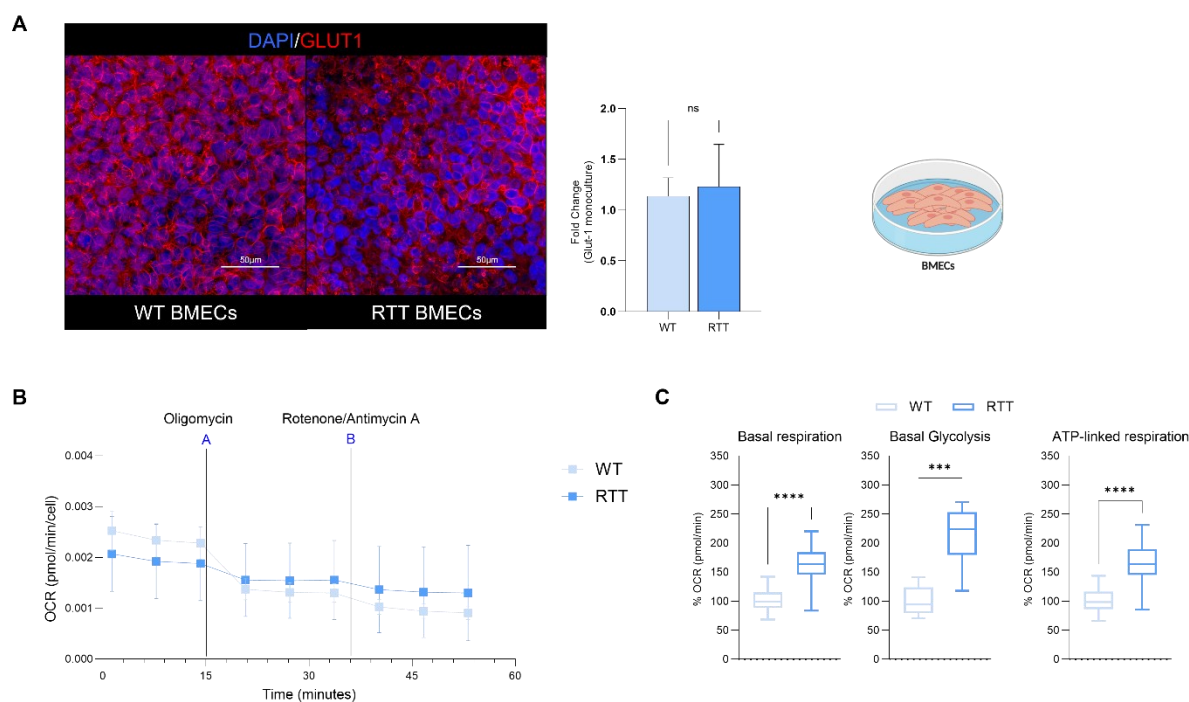 A
DAPI/GLUT1
50µm
50µm
WT BMECs
RTT BMECs
Fold Change
(Glut-1 monoculture)
2.0
1.5
1.0
0.5
0.0
ns
WT
RTT
BMECs
B
Oligomycin
A
Rotenone/Antimycin A
B
OCR (pmol/min/cell)
0.004
0.003
0.002
0.001
0.000
0
15
30
45
60
Time (minutes)
WT
RTT
C
WT
RTT
Basal respiration
% OCR (pmol/min)
350
300
250
200
150
100
50
0
****
Basal Glycolysis
% OCR (pmol/min)
350
300
250
200
150
100
50
0
***
ATP-linked respiration
% OCR (pmol/min)
350
300
250
200
150
100
50
0
****